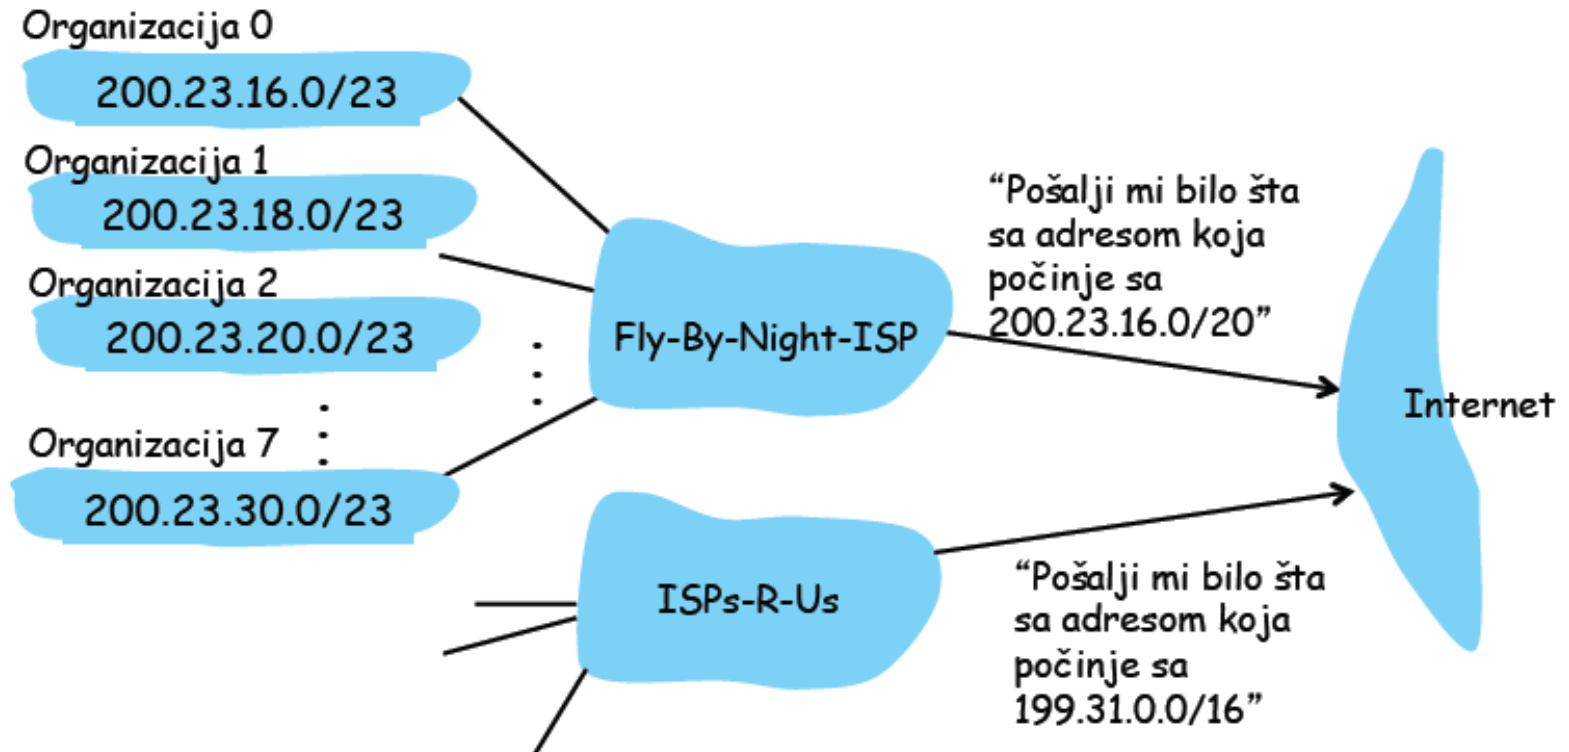 Organizacija 0
200.23.16.0/23
Organizacija 1
200.23.18.0/23
Organizacija 2
200.23.20.0/23
Organizacija 7
200.23.30.0/23
Fly-By-Night-ISP
“Pošalji mi bilo šta
sa adresom koja
počinje sa
200.23.16.0/20”
Internet
ISPs-R-Us
“Pošalji mi bilo šta
sa adresom koja
počinje sa
199.31.0.0/16”